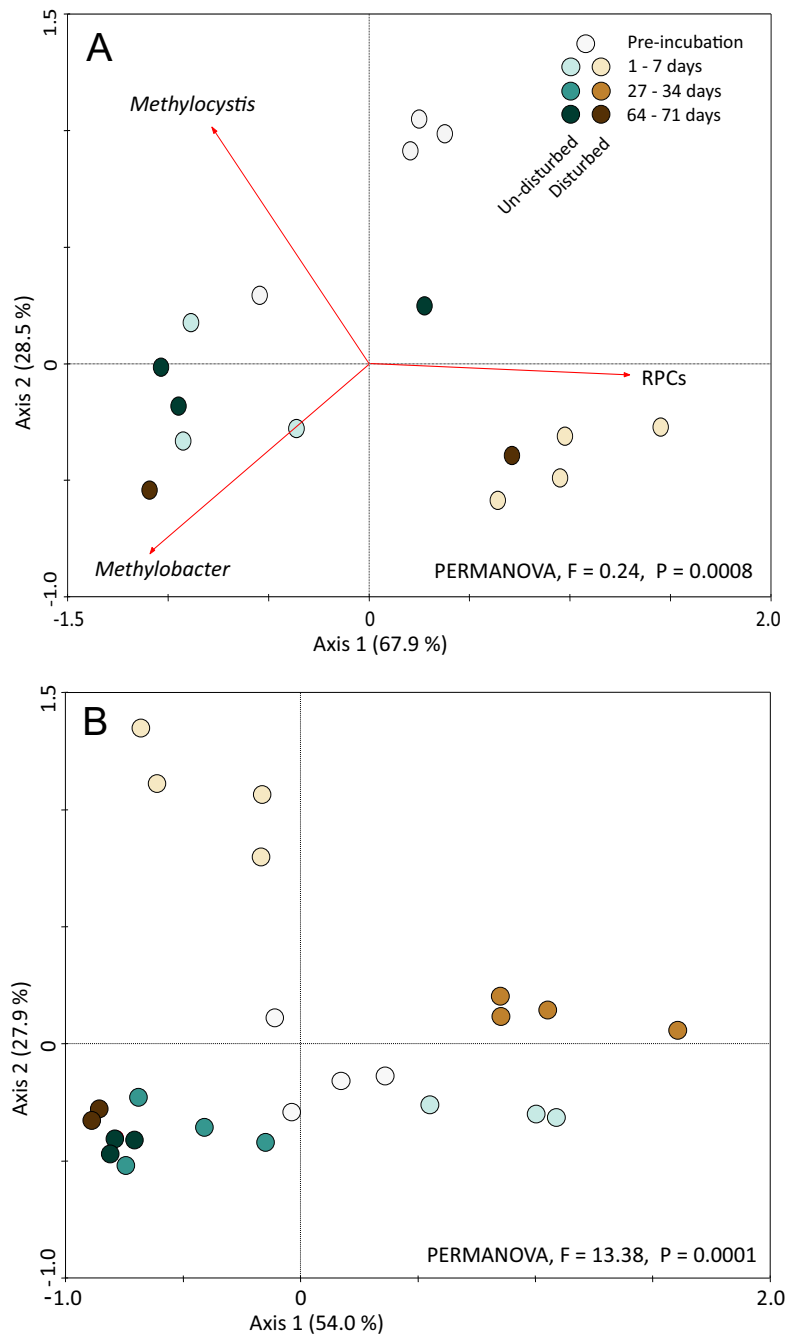 A
1.5
0
-1.0
Axis 2 (28.5 %)
Methylocystis
Pre-incubation
1 - 7 days
27 - 34 days
64 - 71 days
Un-disturbed
Disturbed
RPCs
Methylobacter
PERMANOVA, F = 0.24, P = 0.0008
-1.5
0
2.0
Axis 1 (67.9 %)
B
1.5
0
-1.0
Axis 2 (27.9 %)
PERMANOVA, F = 13.38, P = 0.0001
-1.0
0
2.0
Axis 1 (54.0 %)